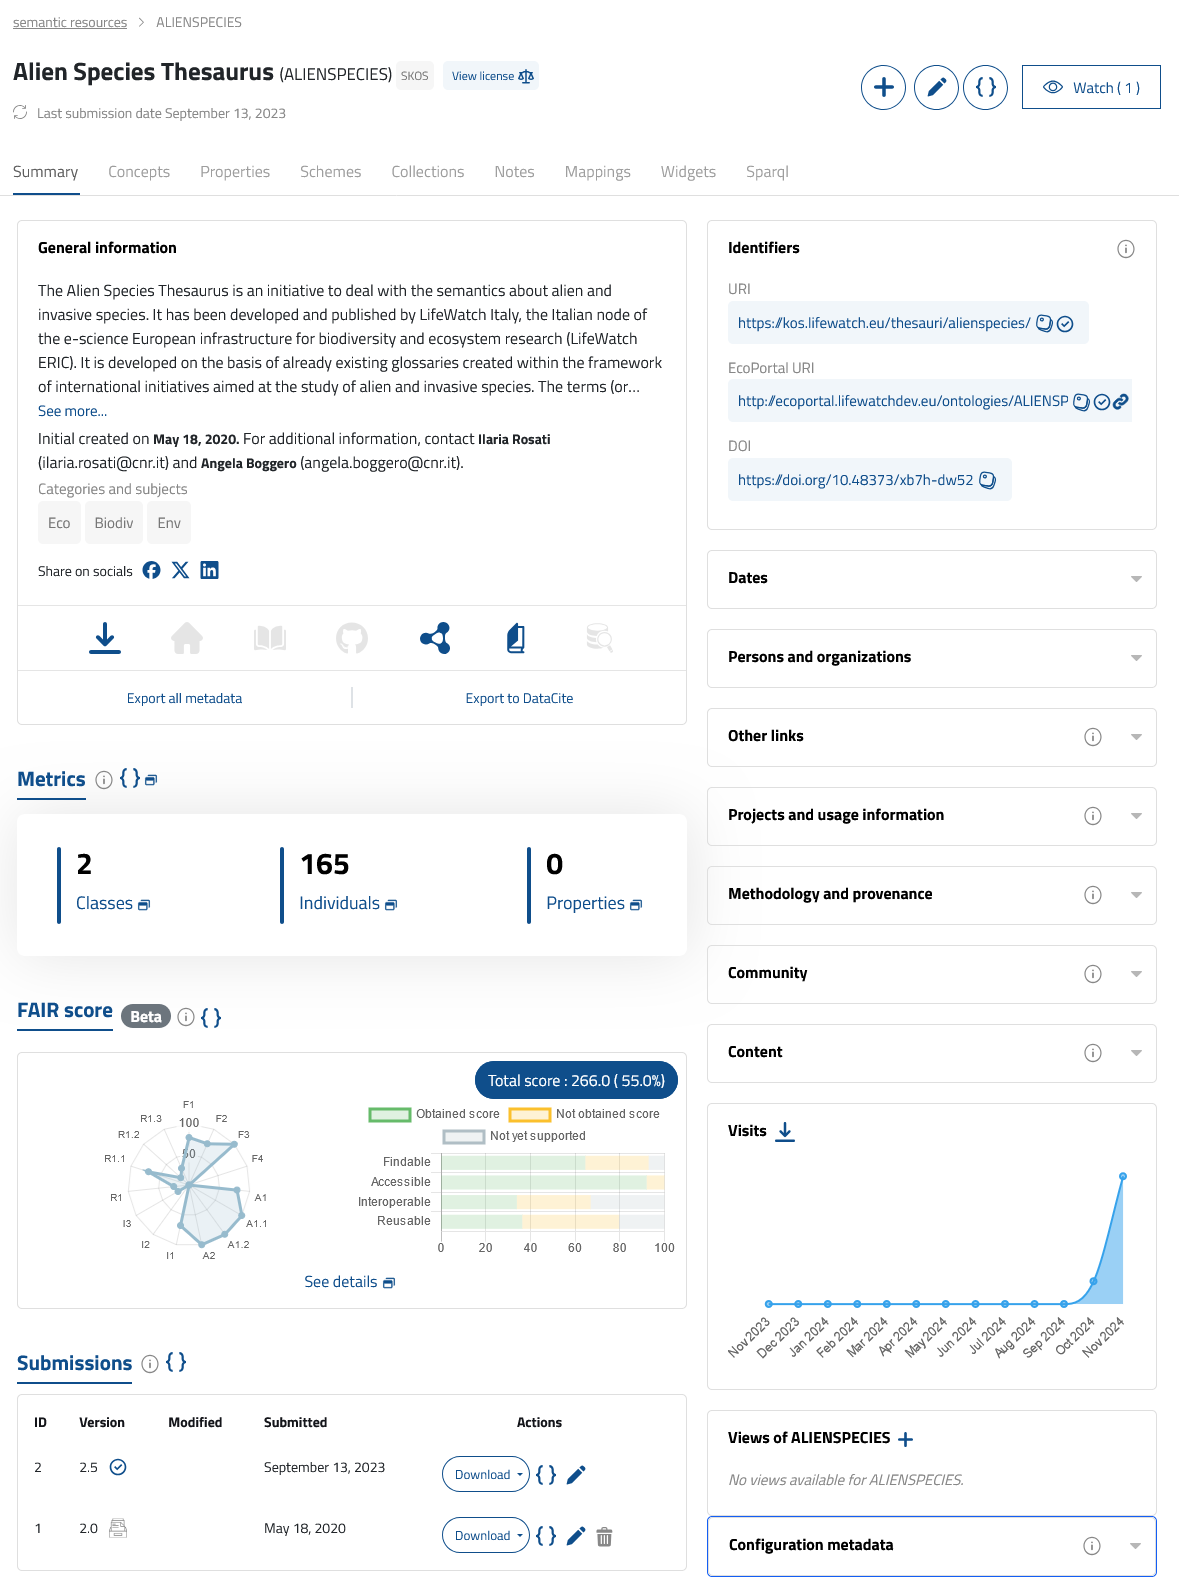 semantic resources > ALIENSPECIES
Alien Species Thesaurus (ALIENSPECIES) SKOS View license
Last submission date September 13, 2023
Watch ( 1 )
Summary Concepts Properties Schemes Collections Notes Mappings Widgets Sparql
General information
The Alien Species Thesaurus is an initiative to deal with the semantics about alien and
invasive species. It has been developed and published by LifeWatch Italy, the Italian node of
the e-science European infrastructure for biodiversity and ecosystem research (LifeWatch
ERIC). It is developed on the basis of already existing glossaries created within the framework
of international initiatives aimed at the study of alien and invasive species. The terms (or...
See more...
Initial created on May 18, 2020. For additional information, contact Ilaria Rosati
(ilaria.rosati@cnr.it) and Angela Boggero (angela.boggero@cnr.it).
Categories and subjects
Eco Biodiv Env
Share on socials
Export all metadata
Export to DataCite
Metrics
2
Classes
165
Individuals
0
Properties
FAIR score Beta
Total score : 266.0 ( 55.0%)
F1
F2
F3
F4
A1
A1.1
A1.2
A2
I1
I2
I3
R1
R1.1
R1.2
R1.3
100
50
Obtained score
Not obtained score
Not yet supported
Findable
Accessible
Interoperable
Reusable
0 20 40 60 80 100
See details
Submissions
ID Version Modified Submitted Actions
2 2.5 September 13, 2023 Download
1 2.0 May 18, 2020 Download
Identifiers
URI
https://kos.lifewatch.eu/thesauri/alienspecies/
EcoPortal URI
http://ecoportal.lifewatchdev.eu/ontologies/ALIENSP
DOI
https://doi.org/10.48373/xb7h-dw52
Dates
Persons and organizations
Other links
Projects and usage information
Methodology and provenance
Community
Content
Visits
Nov 2023 Dec 2023 Jan 2024 Feb 2024 Mar 2024 Apr 2024 May 2024 Jun 2024 Jul 2024 Aug 2024 Sep 2024 Oct 2024 Nov 2024
Views of ALIENSPECIES
No views available for ALIENSPECIES.
Configuration metadata